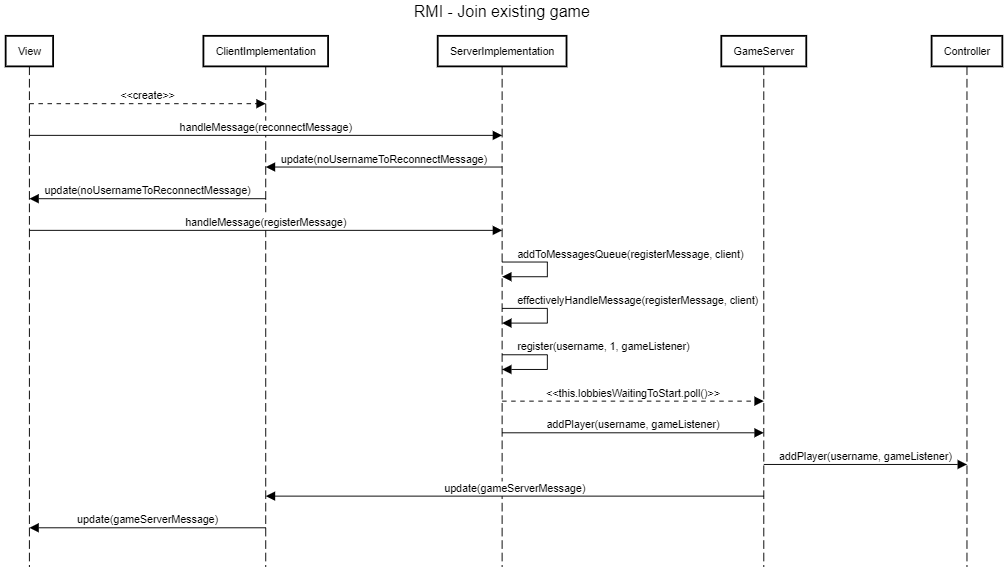 RMI - Join existing game
View
ClientImplementation
ServerImplementation
GameServer
Controller
<<create>>
handleMessage(reconnectMessage)
update(noUsernameToReconnectMessage)
update(noUsernameToReconnectMessage)
handleMessage(registerMessage)
addToMessagesQueue(registerMessage, client)
effectivelyHandleMessage(registerMessage, client)
register(username, 1, gameListener)
<<this.lobbiesWaitingToStart.poll()>>
addPlayer(username, gameListener)
addPlayer(username, gameListener)
update(gameServerMessage)
update(gameServerMessage)